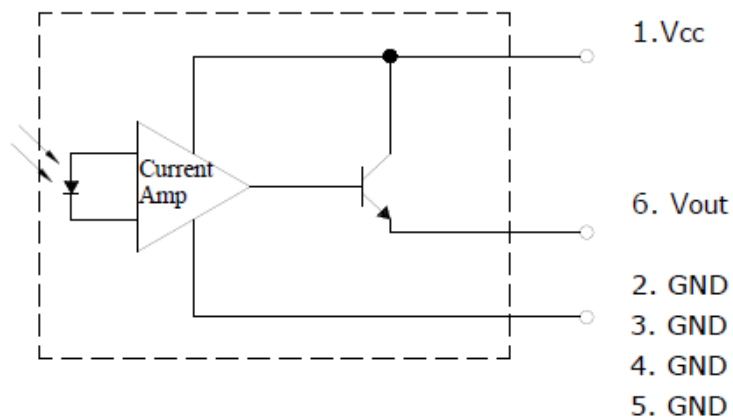 1.Vcc
Current
Amp
6. Vout
2. GND
3. GND
4. GND
5. GND